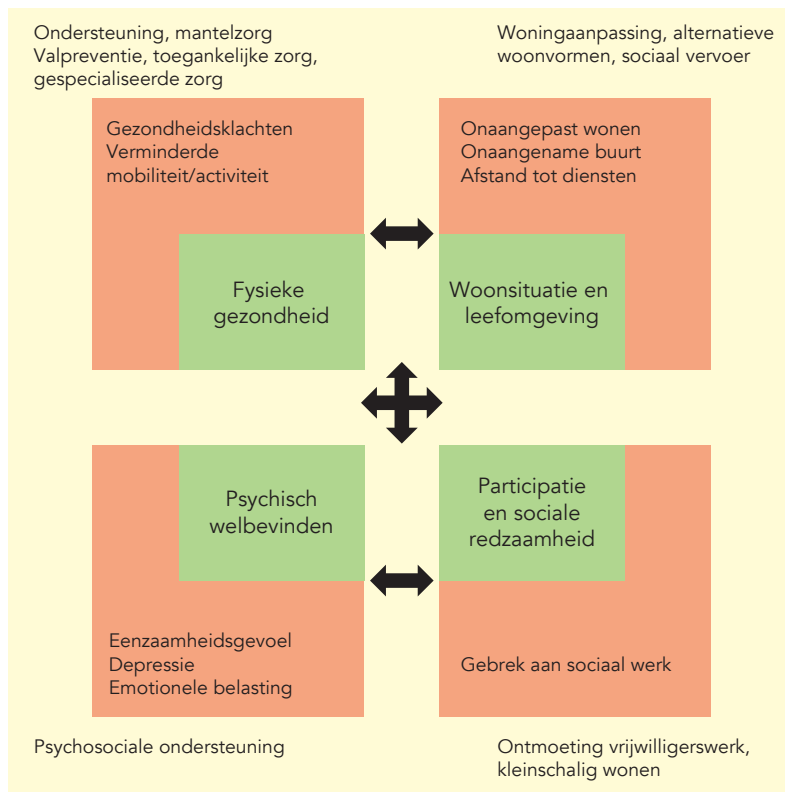 Ondersteuning, mantelzorg
Valpreventie, toegankelijke zorg,
gespecialiseerde zorg
Woningaanpassing, alternatieve
woonvormen, sociaal vervoer
Gezondheidsklachten
Verminderde
mobiliteit/activiteit
Onaangepast wonen
Onaangename buurt
Afstand tot diensten
Fysieke
gezondheid
Woonsituatie en
leefomgeving
Psychisch
welbevinden
Participatie
en sociale
redzaamheid
Eenzaamheidsgevoel
Depressie
Emotionele belasting
Gebrek aan sociaal werk
Psychosociale ondersteuning
Ontmoeting vrijwilligerswerk,
kleinschalig wonen